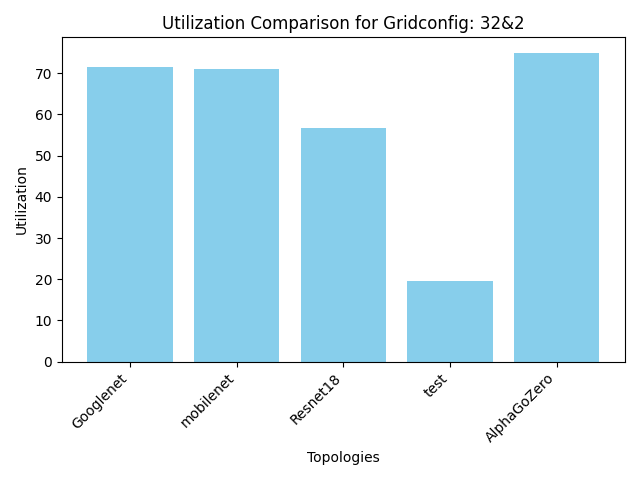 Utilization Comparison for Gridconfig: 32&2
Utilization
70
60
50
40
30
20
10
0
Googlenet
mobilenet
Resnet18
test
AlphaGoZero
Topologies